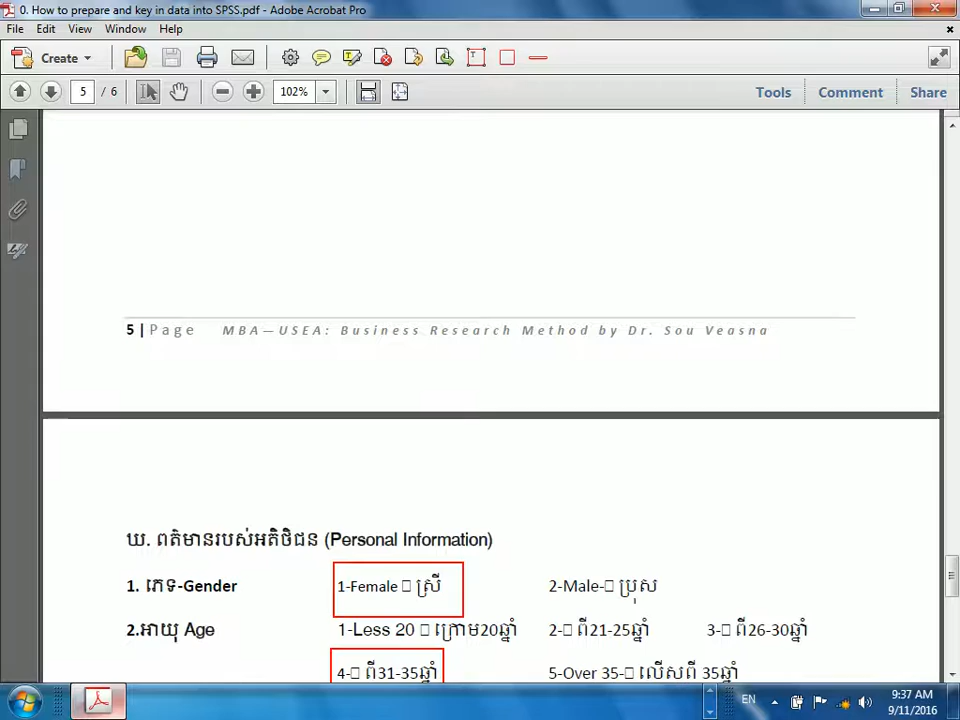 0. How to prepare and key in data into SPSS.pdf - Adobe Acrobat Pro
File Edit View Window Help
Create
5 / 6 102% Tools Comment Share
5 | Page MBA—USEA: Business Research Method by Dr. Sou Veasna
ឃ. ពត៌មានរបស់អតិថិជន (Personal Information)
1. ភេទ-Gender 1-Female ស្រី 2-Male- ប្រុស
2.អាយុ Age 1-Less 20 ក្រោម20ឆ្នាំ 2- ពី21-25ឆ្នាំ 3- ពី26-30ឆ្នាំ
4- ពី31-35ឆ្នាំ 5-Over 35- លើសពី 35ឆ្នាំ
EN 9:37 AM
9/11/2016